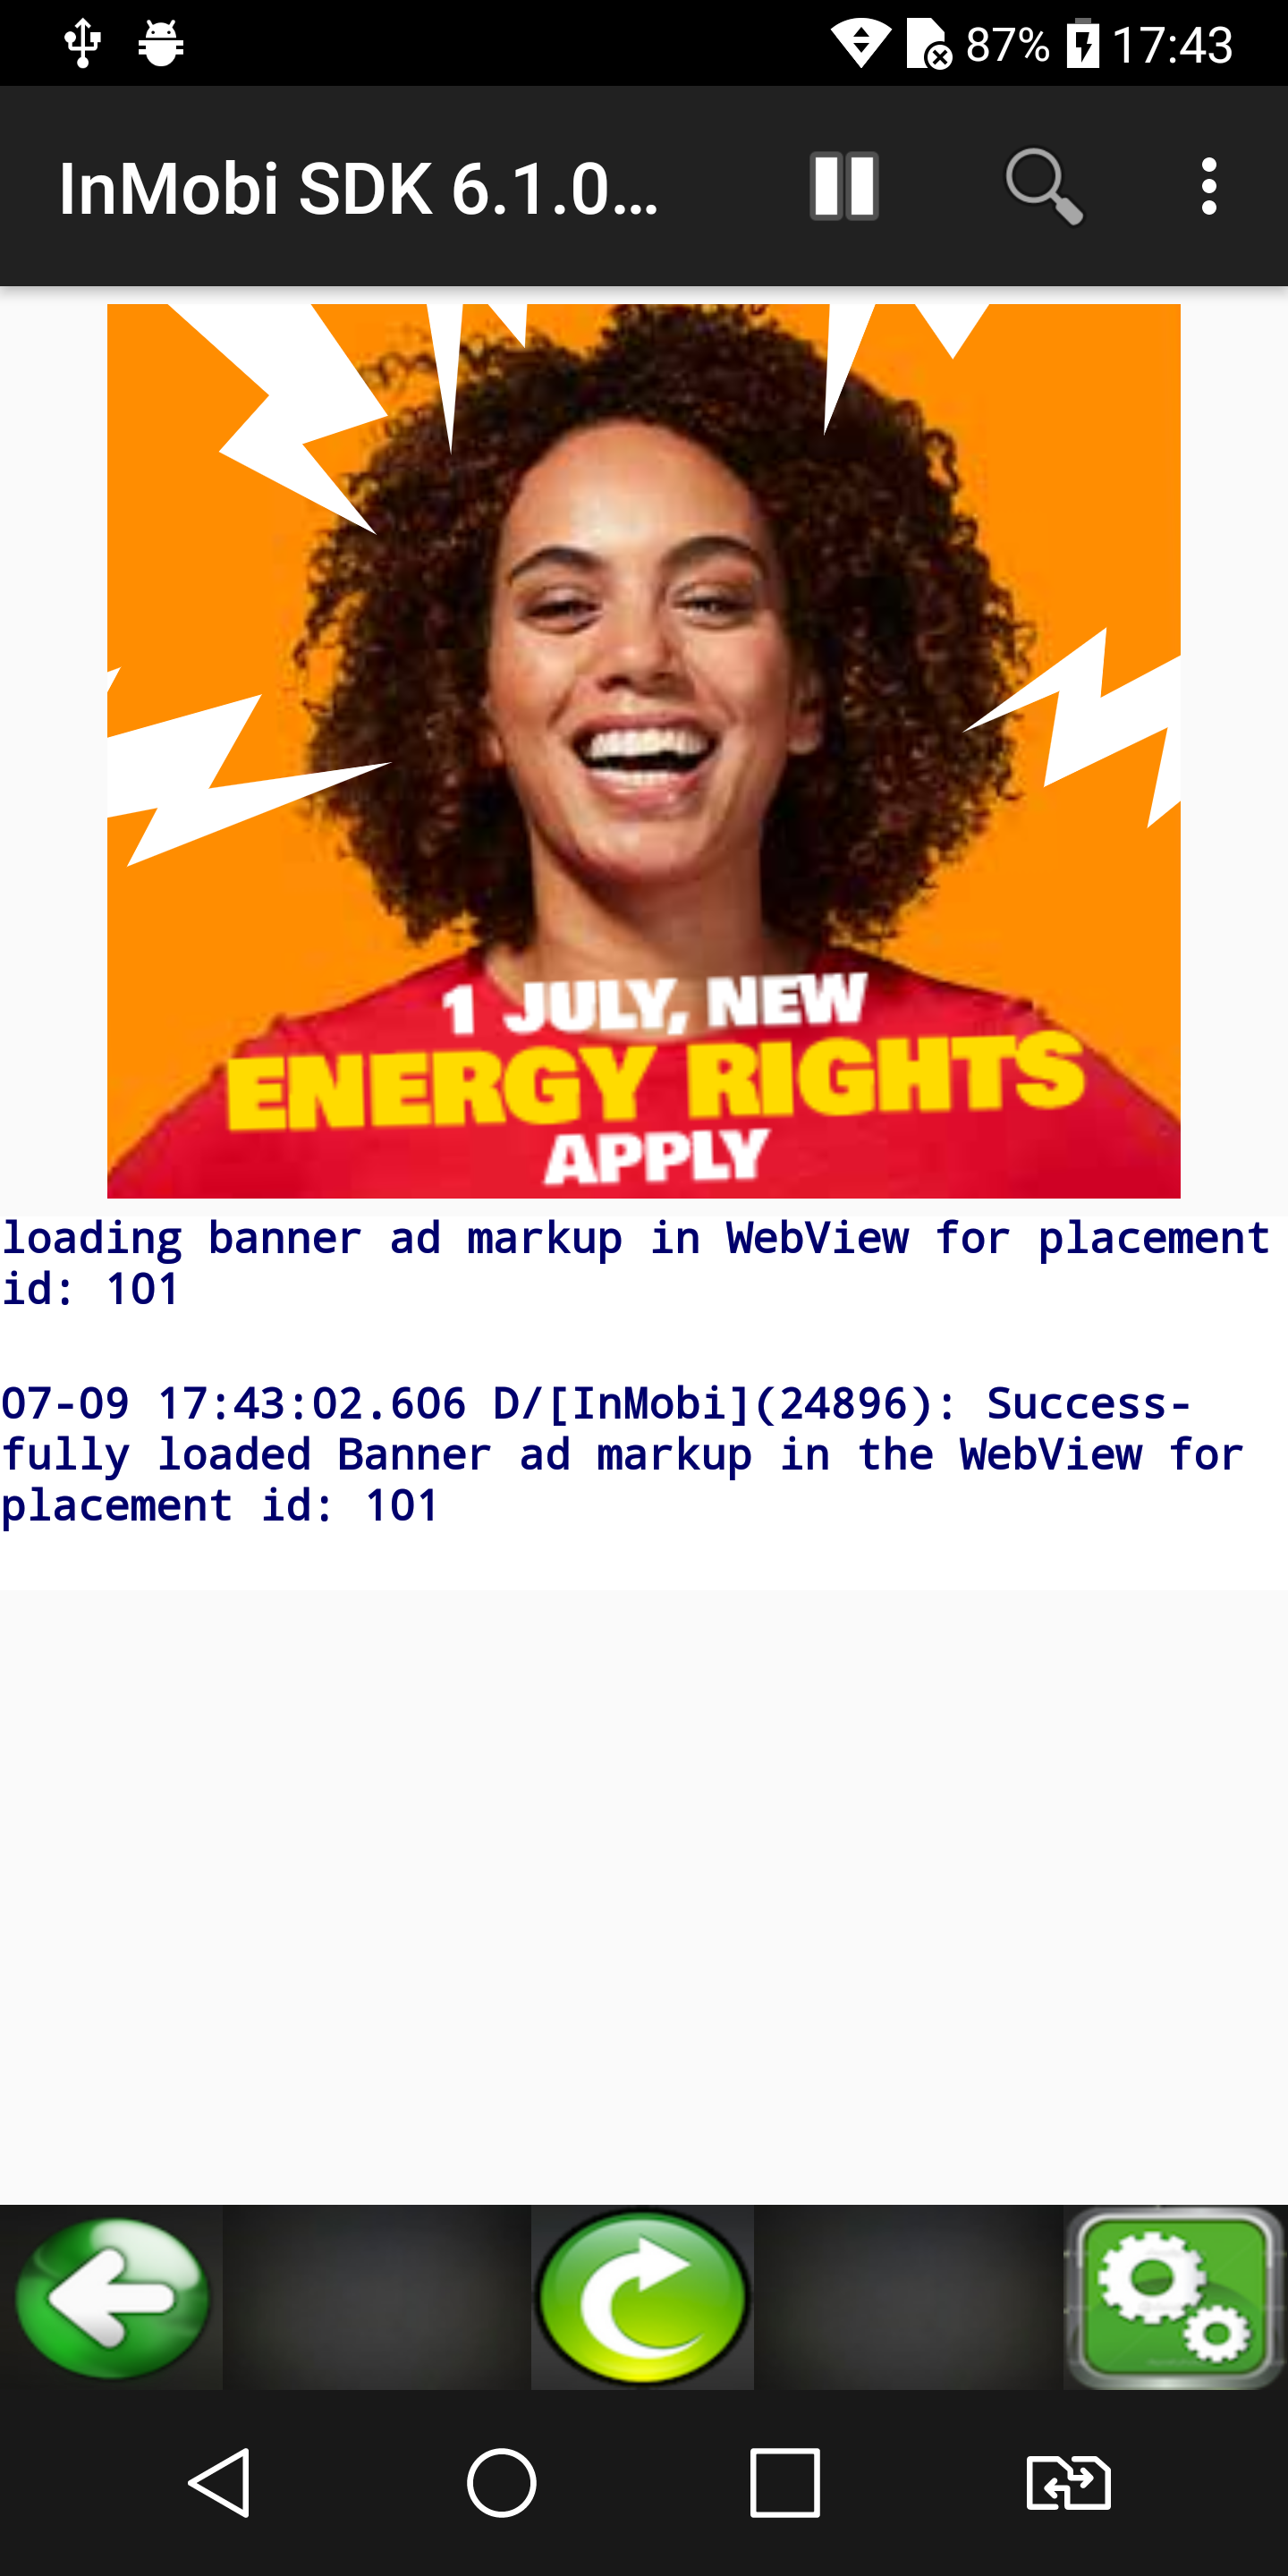 87% 17:43
InMobi SDK 6.1.0...
1 JULY, NEW
ENERGY RIGHTS
APPLY
loading banner ad markup in WebView for placement
id: 101
07-09 17:43:02.606 D/[InMobi](24896): Success-
fully loaded Banner ad markup in the WebView for
placement id: 101